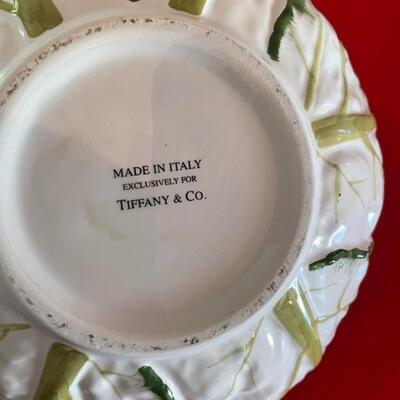 MADE IN ITALY
EXCLUSIVELY FOR
TIFFANY & CO.